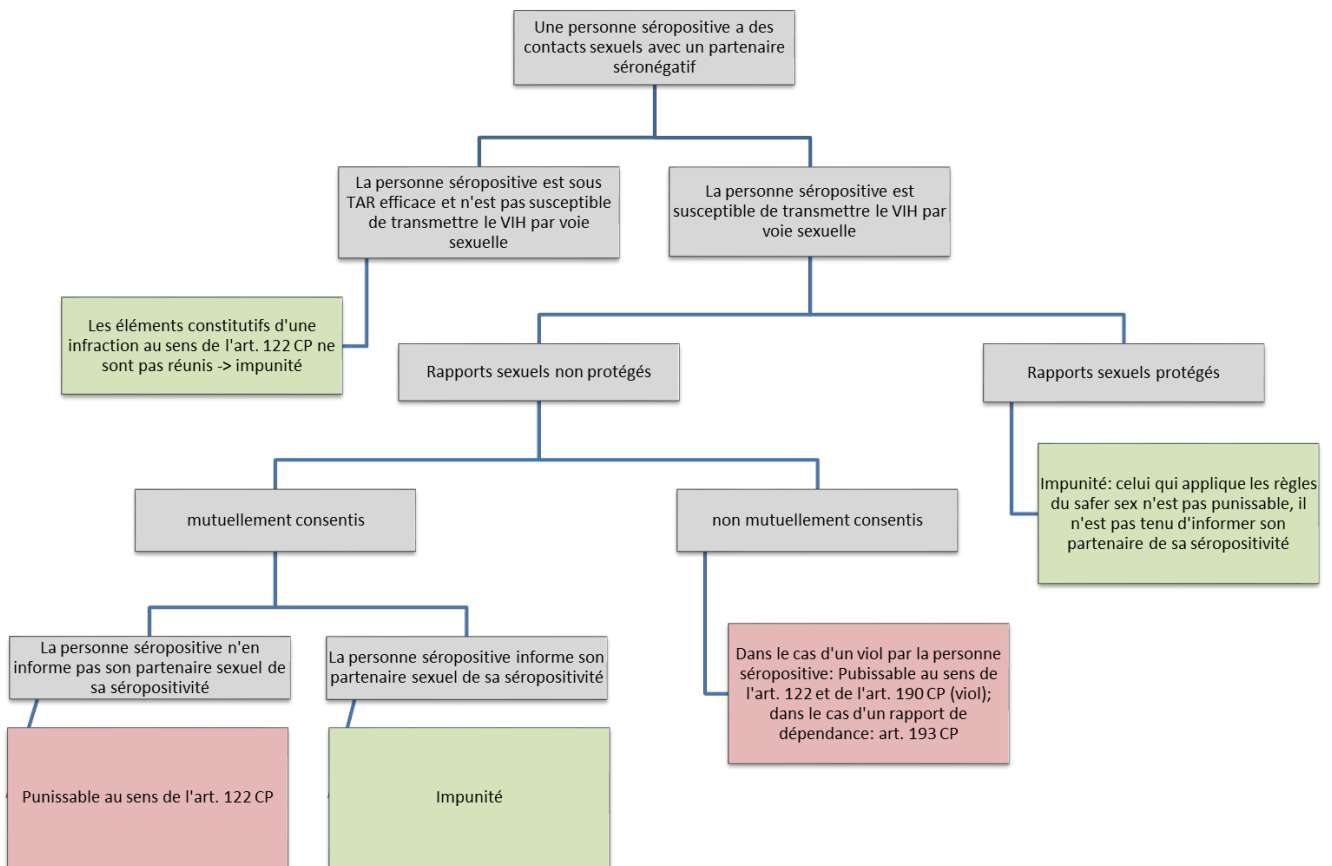 Une personne séropositive a des
contacts sexuels avec un partenaire
séronégatif
La personne séropositive est sous
TAR efficace et n'est pas susceptible
de transmettre le VIH par voie
sexuelle
La personne séropositive est
susceptible de transmettre le VIH par
voie sexuelle
Les éléments constitutifs d'une
infraction au sens de l'art. 122 CP ne
sont pas réunis -> impunité
Rapports sexuels non protégés
Rapports sexuels protégés
Impunité: celui qui applique les règles
du safer sex n'est pas punissable, il
n'est pas tenu d'informer son
partenaire de sa séropositivité
mutuellement consentis
non mutuellement consentis
La personne séropositive n'en
informe pas son partenaire sexuel de
sa séropositivité
La personne séropositive informe son
partenaire sexuel de sa séropositivité
Dans le cas d'un viol par la personne
séropositive: Pubissable au sens de
l'art. 122 et de l'art. 190 CP (viol);
dans le cas d'un rapport de
dépendance: art. 193 CP
Punissable au sens de l'art. 122 CP
Impunité